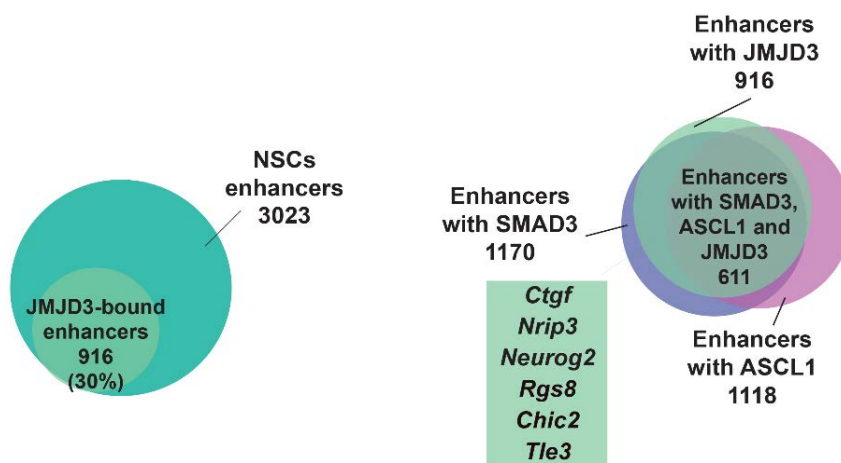 NSCs
enhancers
3023
JMJD3-bound
enhancers
916
(30%)
Enhancers
with JMJD3
916
Enhancers
with SMAD3
1170
Enhancers
with SMAD3,
ASCL1 and
JMJD3
611
Enhancers
with ASCL1
1118
Ctgf
Nrip3
Neurog2
Rgs8
Chic2
Tle3